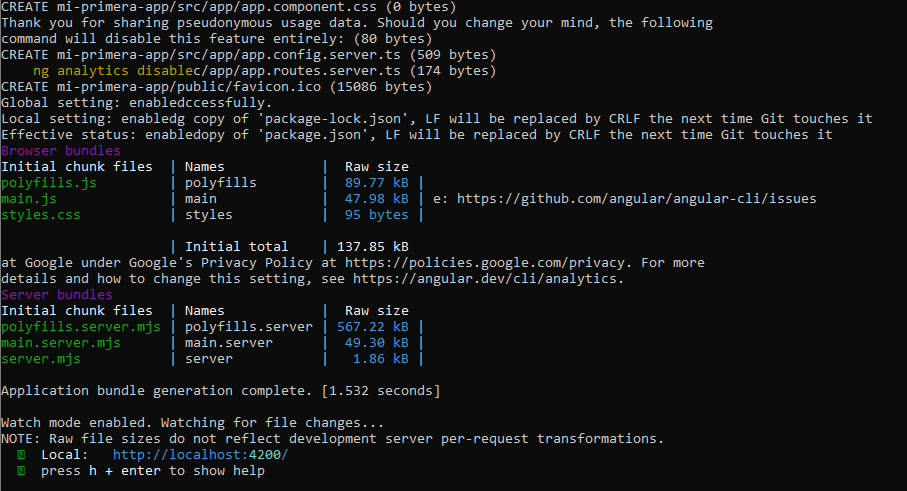 CREATE mi-primera-app/src/app/app.component.css (0 bytes)
Thank you for sharing pseudonymous usage data. Should you change your mind, the following
command will disable this feature entirely: (80 bytes)
CREATE mi-primera-app/src/app/app.config.server.ts (509 bytes)
    ng analytics disablec/app/app.routes.server.ts (174 bytes)
CREATE mi-primera-app/public/favicon.ico (15086 bytes)
Global setting: enabledccessfully.
Local setting: enabledg copy of 'package-lock.json', LF will be replaced by CRLF the next time Git touches it
Effective status: enabledopy of 'package.json', LF will be replaced by CRLF the next time Git touches it
Browser bundles
Initial chunk files  | Names            |  Raw size
polyfills.js         | polyfills        |  89.77 kB |
main.js              | main             |  47.98 kB | e: https://github.com/angular/angular-cli/issues
styles.css           | styles           |  95 bytes |
                     | Initial total    | 137.85 kB
at Google under Google's Privacy Policy at https://policies.google.com/privacy. For more
details and how to change this setting, see https://angular.dev/cli/analytics.
Server bundles
Initial chunk files  | Names            |  Raw size
polyfills.server.mjs | polyfills.server | 567.22 kB |
main.server.mjs      | main.server      |  49.30 kB |
server.mjs           | server           |   1.86 kB |
Application bundle generation complete. [1.532 seconds]
Watch mode enabled. Watching for file changes...
NOTE: Raw file sizes do not reflect development server per-request transformations.
Local:   http://localhost:4200/
press h + enter to show help